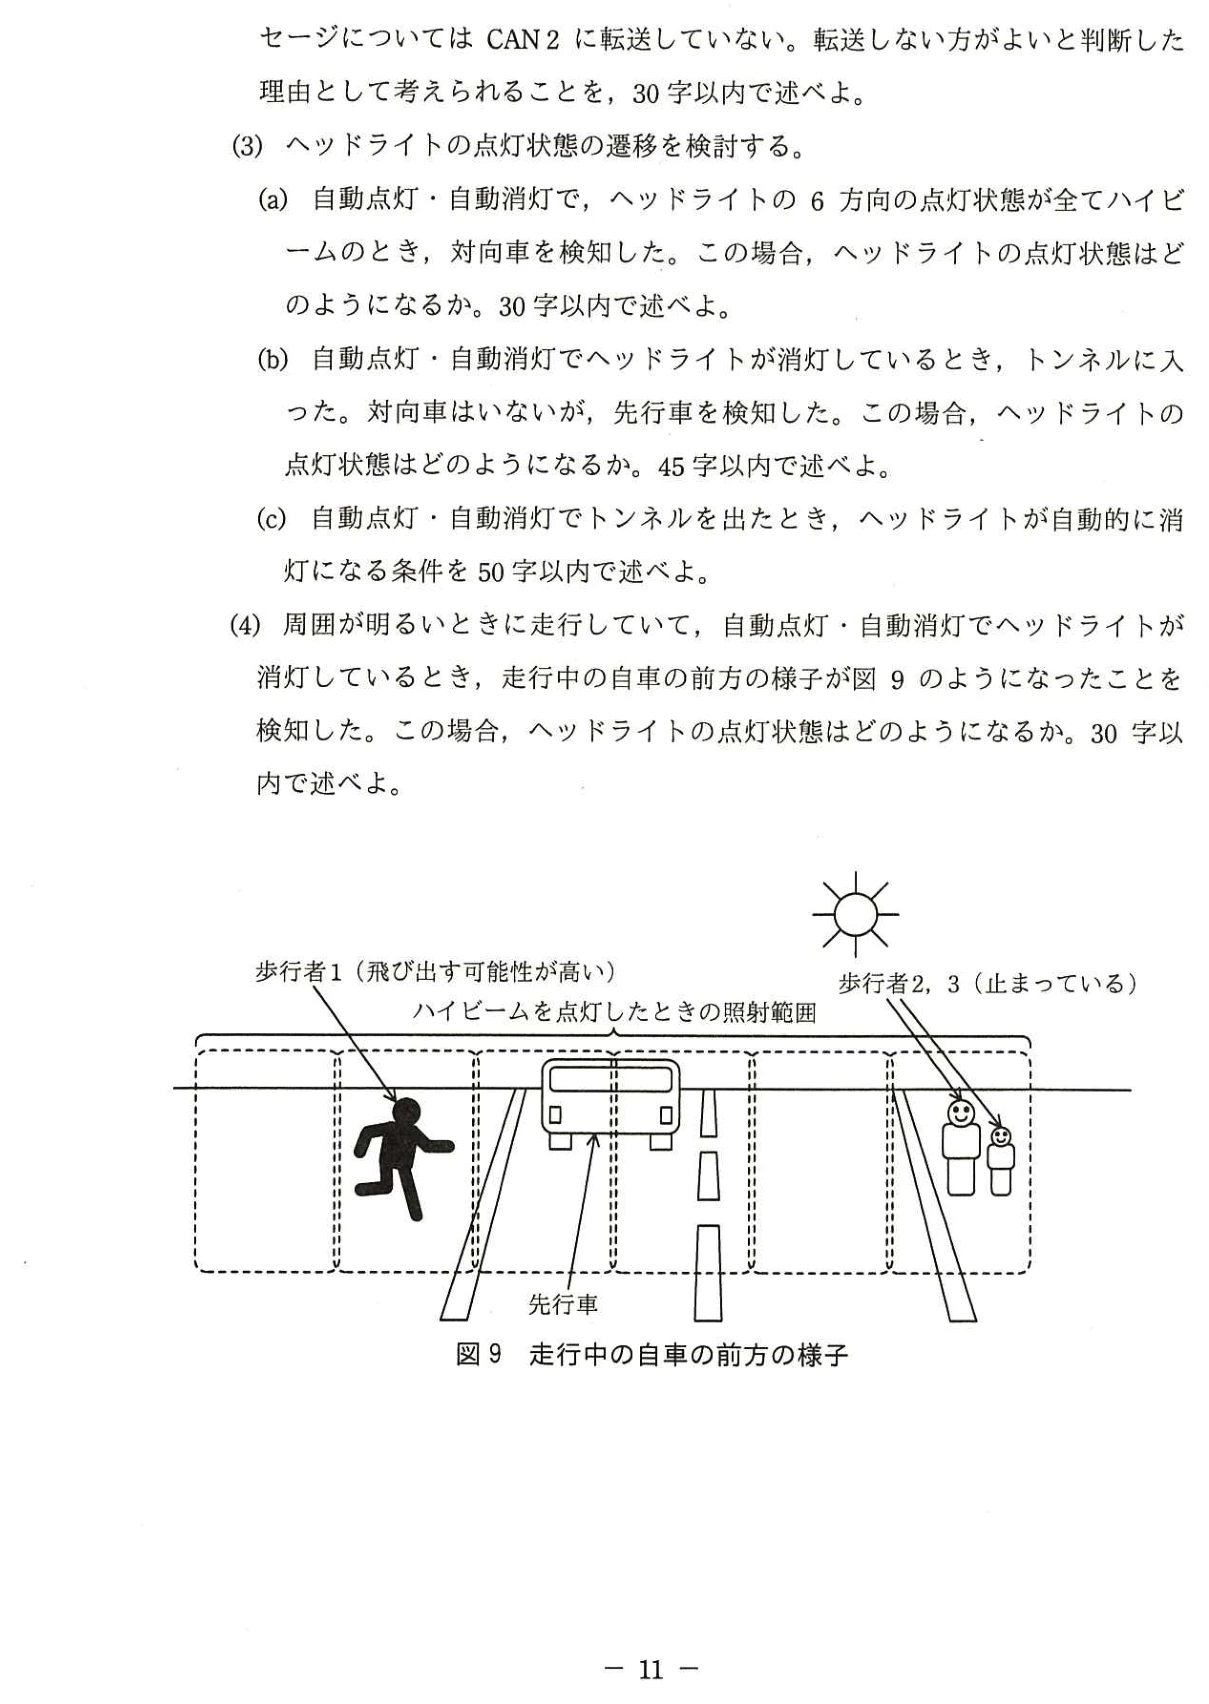 セージについては CAN 2 に転送していない。転送しない方がよいと判断した
理由として考えられることを，30 字以内で述べよ。
(3) ヘッドライトの点灯状態の遷移を検討する。
(a) 自動点灯・自動消灯で，ヘッドライトの 6 方向の点灯状態が全てハイビ
ームのとき，対向車を検知した。この場合，ヘッドライトの点灯状態はど
のようになるか。30 字以内で述べよ。
(b) 自動点灯・自動消灯でヘッドライトが消灯しているとき，トンネルに入
った。対向車はいないが，先行車を検知した。この場合，ヘッドライトの
点灯状態はどのようになるか。45 字以内で述べよ。
(c) 自動点灯・自動消灯でトンネルを出たとき，ヘッドライトが自動的に消
灯になる条件を 50 字以内で述べよ。
(4) 周囲が明るいときに走行していて，自動点灯・自動消灯でヘッドライトが
消灯しているとき，走行中の自車の前方の様子が図 9 のようになったことを
検知した。この場合，ヘッドライトの点灯状態はどのようになるか。30 字以
内で述べよ。
歩行者1（飛び出す可能性が高い）
歩行者2，3（止まっている）
ハイビームを点灯したときの照射範囲
先行車
図 9 走行中の自車の前方の様子
－ 11 －